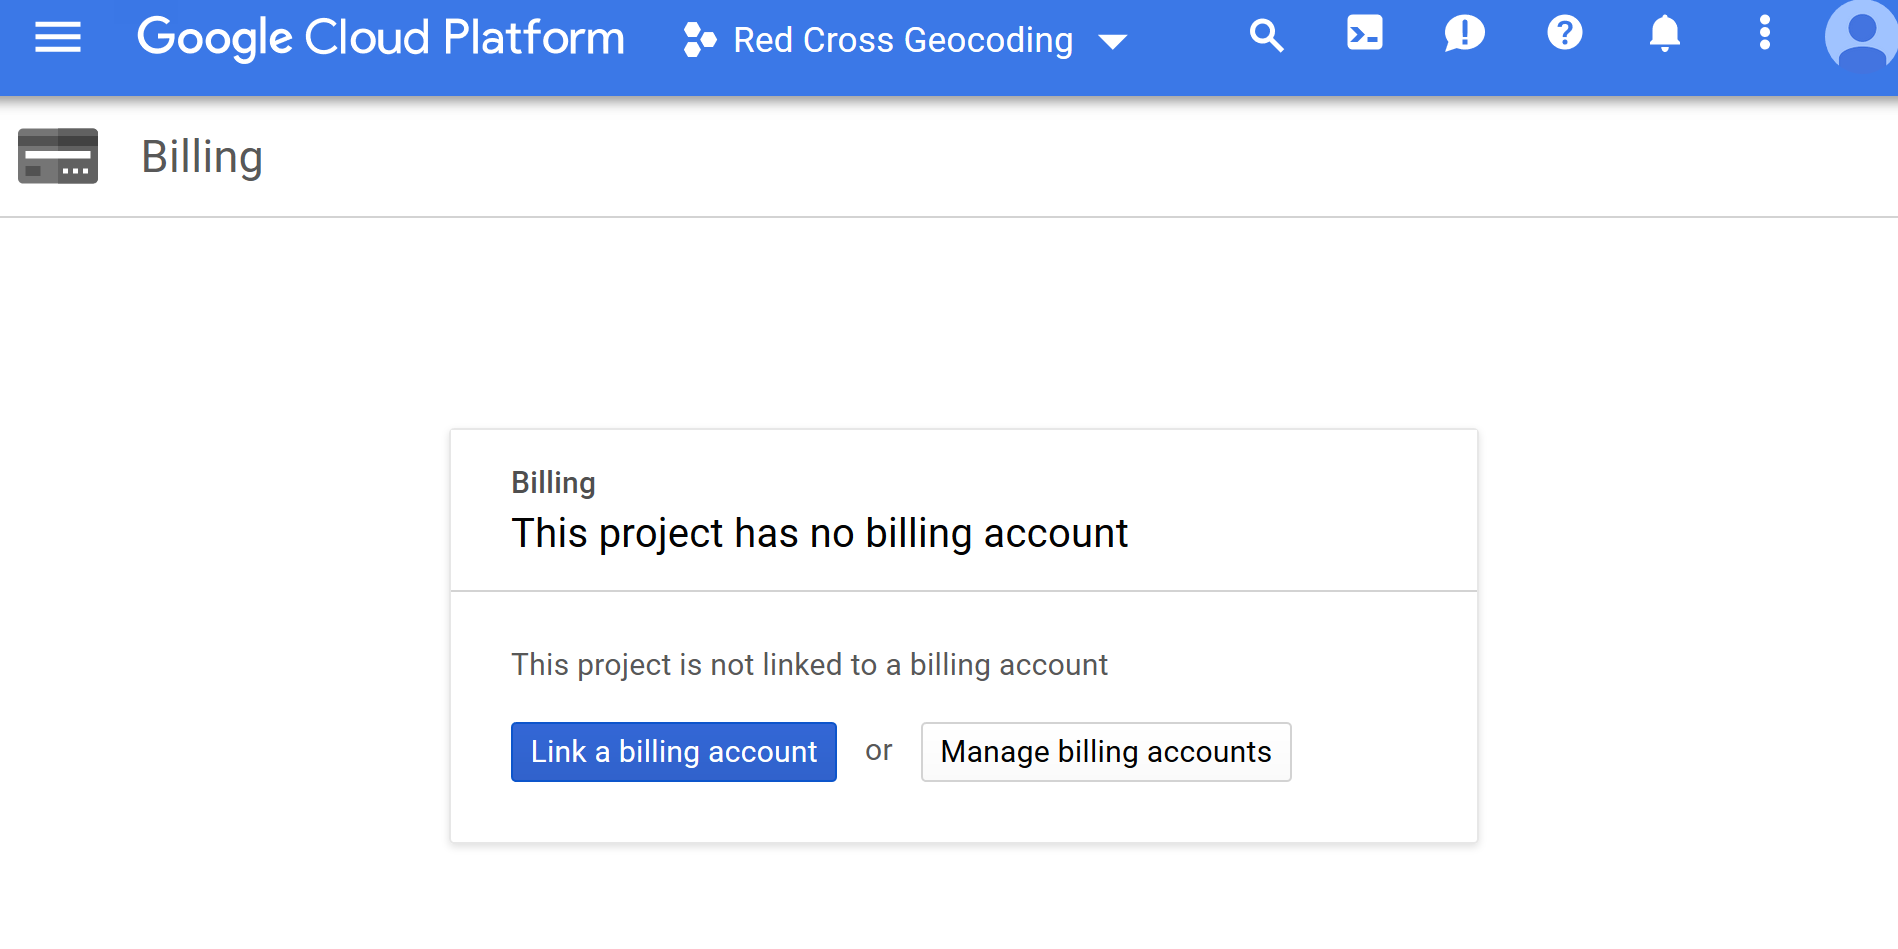 Google Cloud Platform
Red Cross Geocoding
Billing
Billing
This project has no billing account
This project is not linked to a billing account
Link a billing account or Manage billing accounts